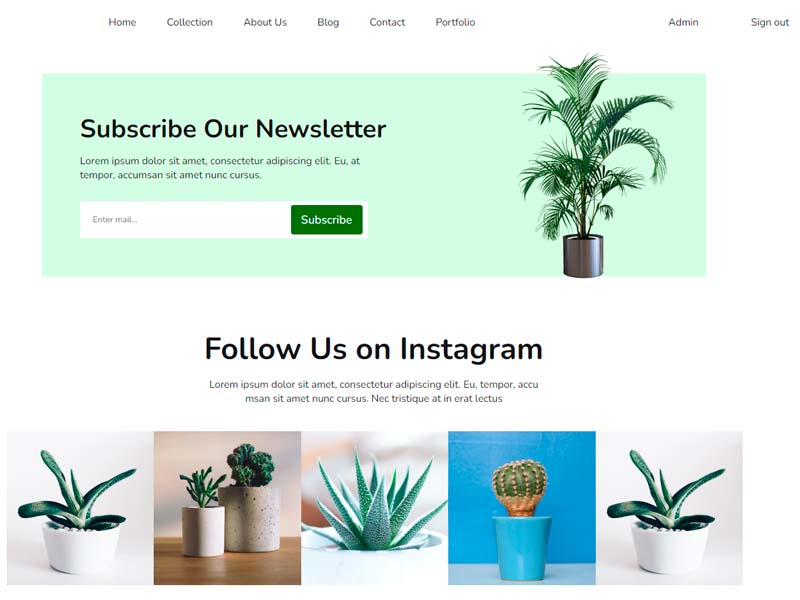 Home Collection About Us Blog Contact Portfolio Admin Sign out
Subscribe Our Newsletter
Lorem ipsum dolor sit amet, consectetur adipiscing elit. Eu, at
tempor, accumsan sit amet nunc cursus.
Enter mail... Subscribe
Follow Us on Instagram
Lorem ipsum dolor sit amet, consectetur adipiscing elit. Eu, tempor, accu
msan sit amet nunc cursus. Nec tristique at in erat lectus